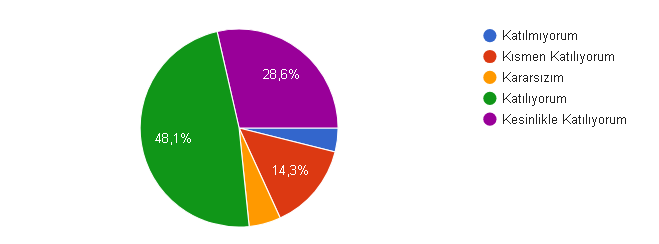 28,6%
48,1%
14,3%
Katılmıyorum
Kısmen Katılıyorum
Kararsızım
Katılıyorum
Kesinlikle Katılıyorum